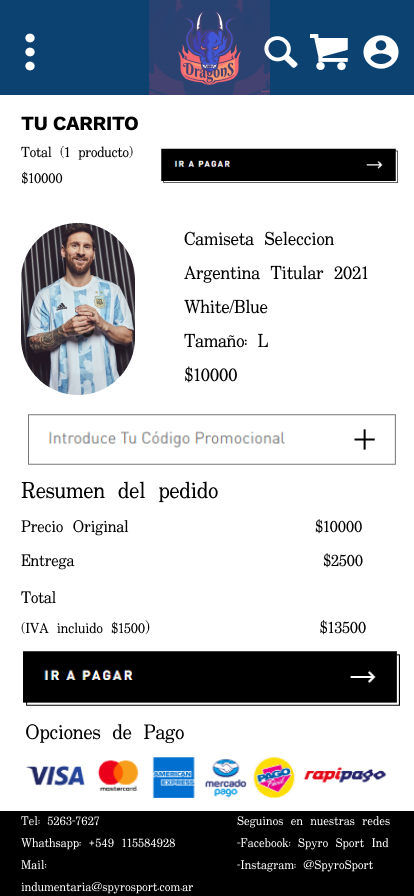 DragonS
TU CARRITO
Total (1 producto)
$10000
IR A PAGAR
Camiseta Seleccion
Argentina Titular 2021
White/Blue
Tamaño: L
$10000
Introduce Tu Código Promocional
Resumen del pedido
Precio Original $10000
Entrega $2500
Total
(IVA incluido $1500) $13500
IR A PAGAR
Opciones de Pago
VISA
mastercard
AMERICAN EXPRESS
mercado pago
PAGO FACIL
rapipago
Tel: 5263-7627
Whathsapp: +549 115584928
Mail:
indumentaria@spyrosport.com.ar
Seguinos en nuestras redes
-Facebook: Spyro Sport Ind
-Instagram: @SpyroSport